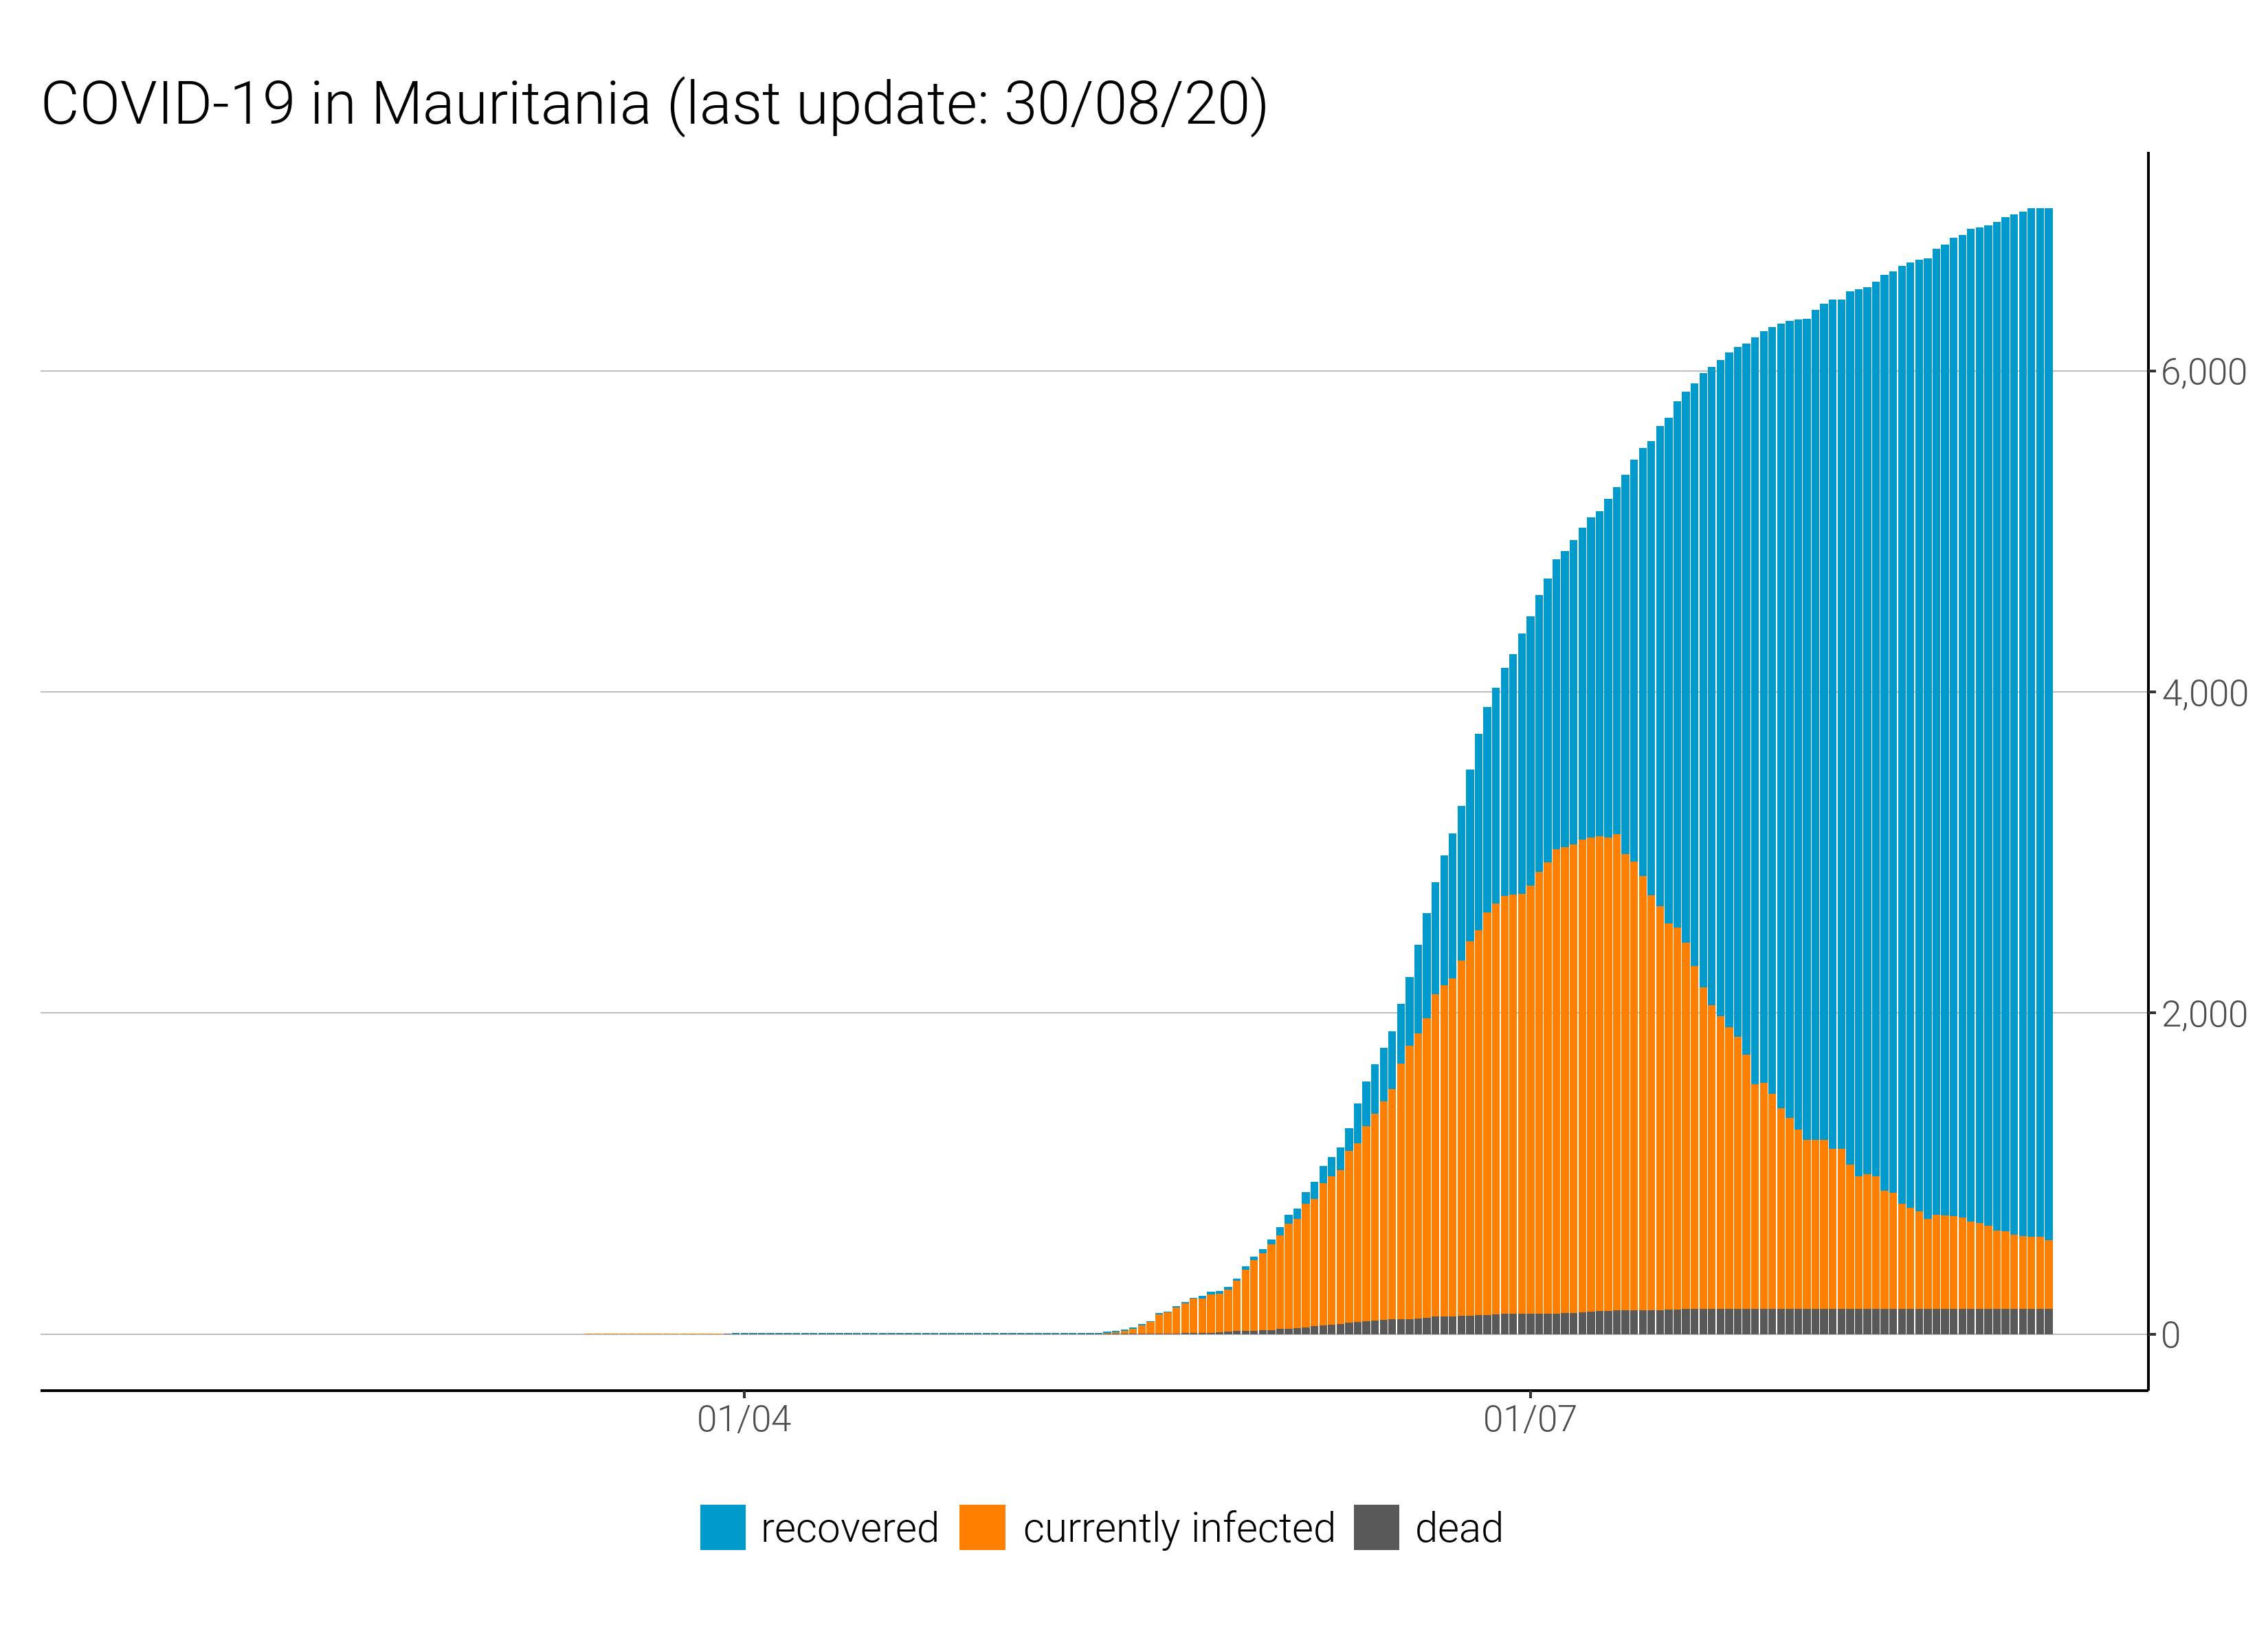 COVID-19 in Mauritania (last update: 30/08/20)
6,000
4,000
2,000
0
01/04 01/07
recovered currently infected dead